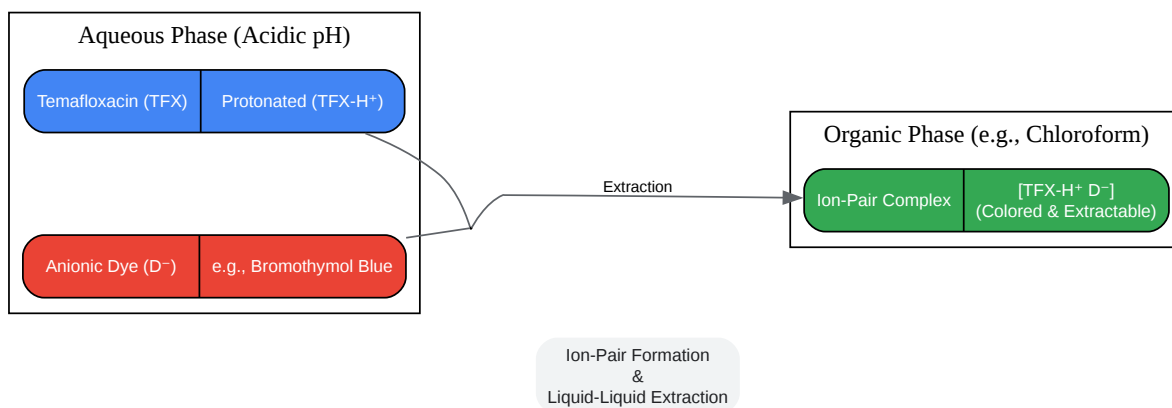 Aqueous Phase (Acidic pH)
Temafloxacin (TFX)
Protonated (TFX-H⁺)
Anionic Dye (D⁻)
e.g., Bromothymol Blue
Extraction
Organic Phase (e.g., Chloroform)
Ion-Pair Complex
[TFX-H⁺ D⁻]
(Colored & Extractable)
Ion-Pair Formation
&
Liquid-Liquid Extraction